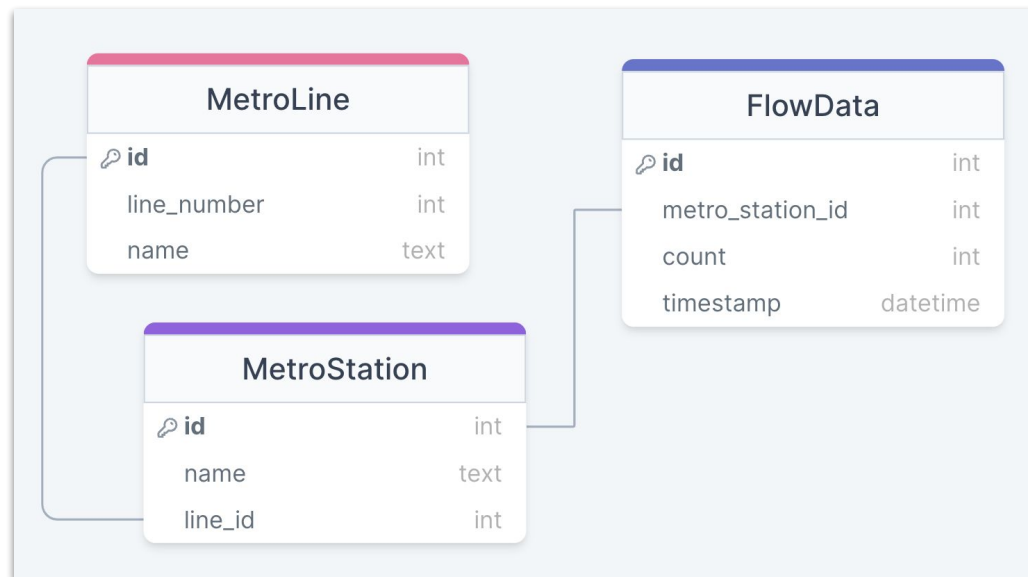 MetroLine
id int
line_number int
name text
MetroStation
id int
name text
line_id int
FlowData
id int
metro_station_id int
count int
timestamp datetime